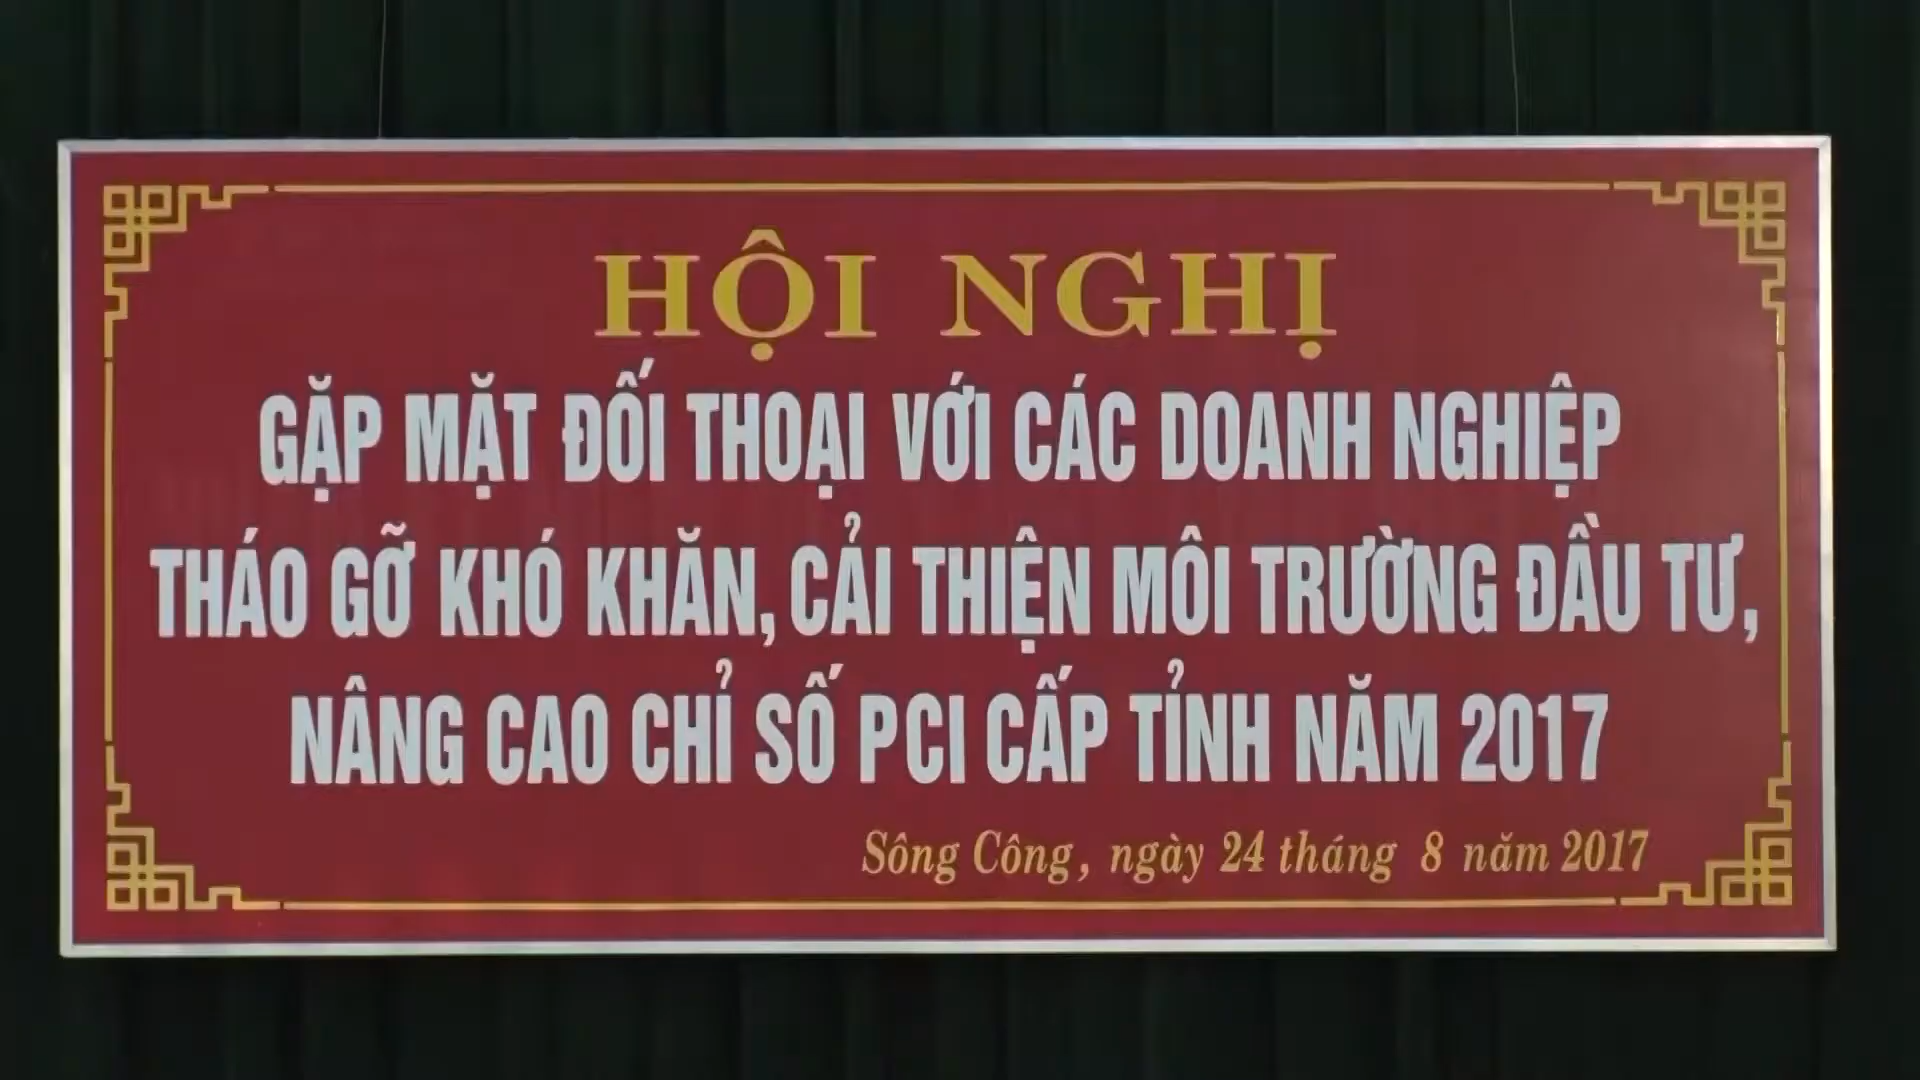 HỘI NGHỊ
GẶP MẶT ĐỐI THOẠI VỚI CÁC DOANH NGHIỆP
THÁO GỠ KHÓ KHĂN, CẢI THIỆN MÔI TRƯỜNG ĐẦU TƯ,
NÂNG CAO CHỈ SỐ PCI CẤP TỈNH NĂM 2017
Sông Công, ngày 24 tháng 8 năm 2017